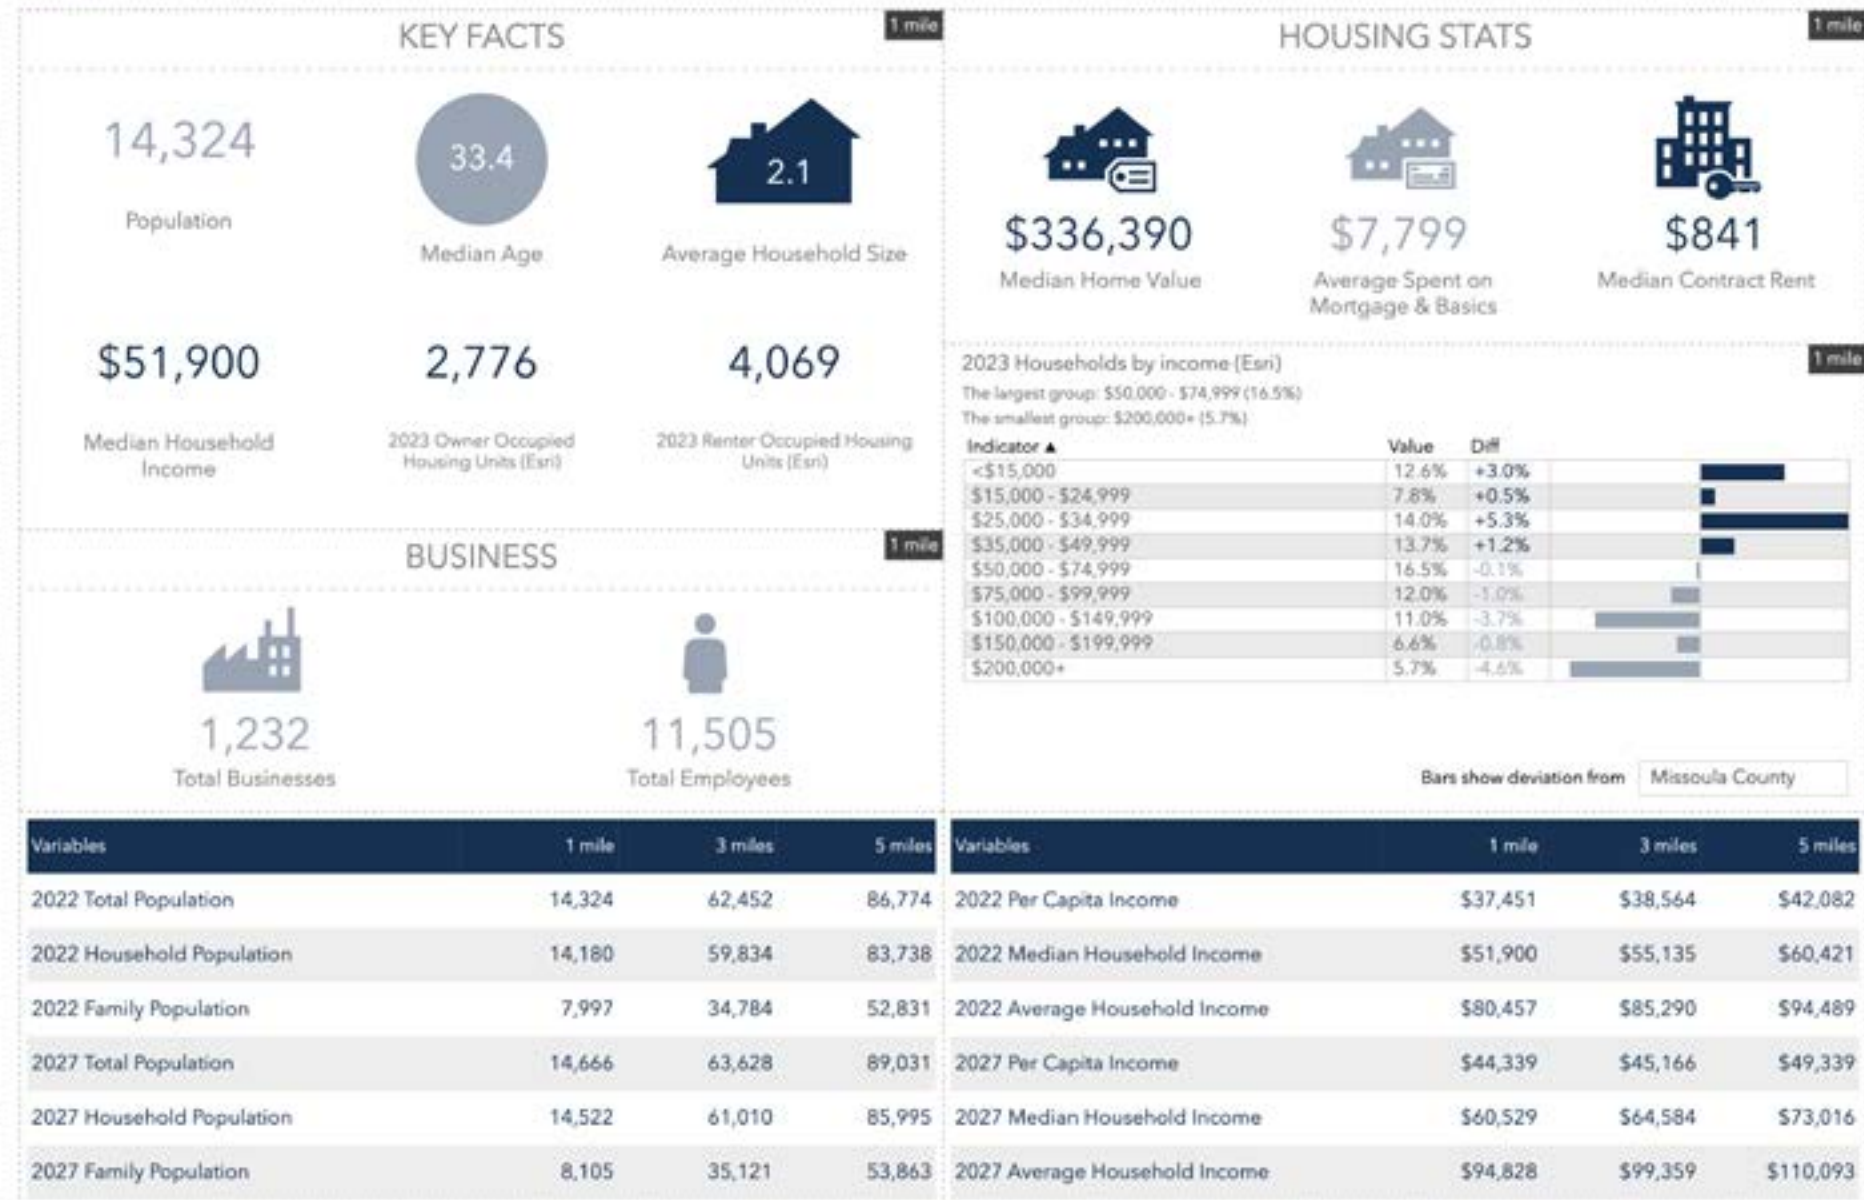 KEY FACTS
1 mile
14,324
Population
33.4
Median Age
2.1
Average Household Size
$51,900
Median Household
Income
2,776
2023 Owner Occupied
Housing Units (Esri)
4,069
2023 Renter Occupied Housing
Units (Esri)
BUSINESS
1 mile
1,232
Total Businesses
11,505
Total Employees
HOUSING STATS
1 mile
$336,390
Median Home Value
$7,799
Average Spent on
Mortgage & Basics
$841
Median Contract Rent
2023 Households by income (Esri)
1 mile
The largest group: $50,000 - $74,999 (16.5%)
The smallest group: $200,000+ (5.7%)
Indicator ▲ Value Diff
<$15,000 12.6% +3.0%
$15,000 - $24,999 7.8% +0.5%
$25,000 - $34,999 14.0% +5.3%
$35,000 - $49,999 13.7% +1.2%
$50,000 - $74,999 16.5% -0.1%
$75,000 - $99,999 12.0% -1.0%
$100,000 - $149,999 11.0% -3.7%
$150,000 - $199,999 6.6% -0.8%
$200,000+ 5.7% -4.6%
Bars show deviation from Missoula County
Variables 1 mile 3 miles 5 miles
2022 Total Population 14,324 62,452 86,774
2022 Household Population 14,180 59,834 83,738
2022 Family Population 7,997 34,784 52,831
2027 Total Population 14,666 63,628 89,031
2027 Household Population 14,522 61,010 85,995
2027 Family Population 8,105 35,121 53,863
Variables 1 mile 3 miles 5 miles
2022 Per Capita Income $37,451 $38,564 $42,082
2022 Median Household Income $51,900 $55,135 $60,421
2022 Average Household Income $80,457 $85,290 $94,489
2027 Per Capita Income $44,339 $45,166 $49,339
2027 Median Household Income $60,529 $64,584 $73,016
2027 Average Household Income $94,828 $99,359 $110,093